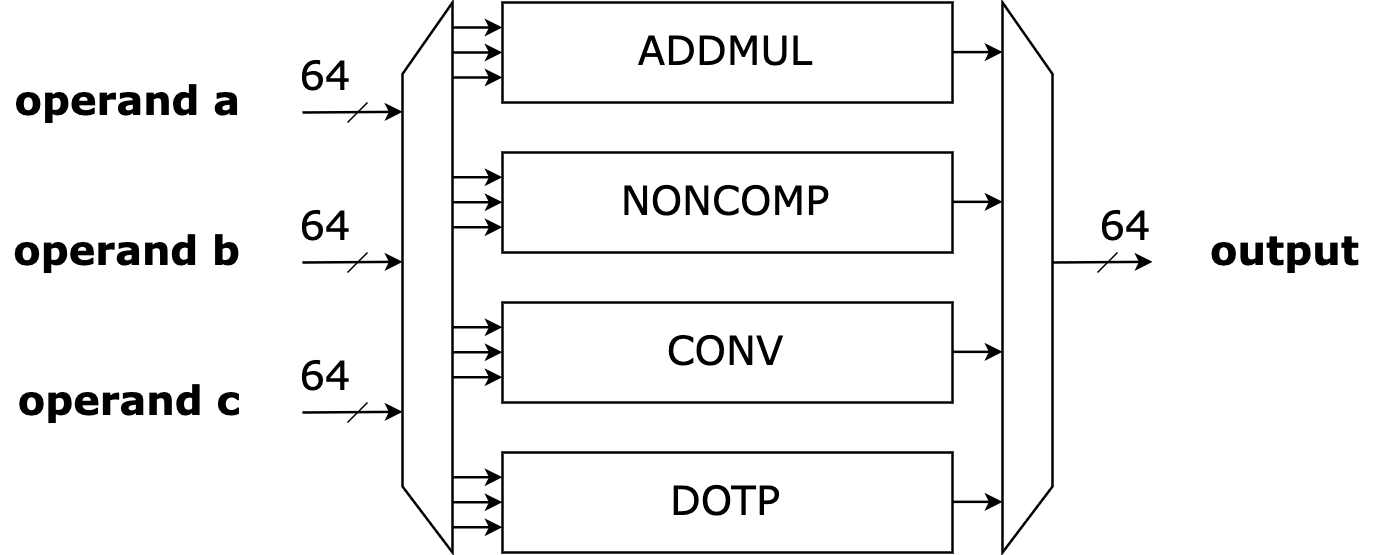 ADDMUL
64
operand a
NONCOMP
64
64
operand b
output
CONV
64
operand c
DOTP